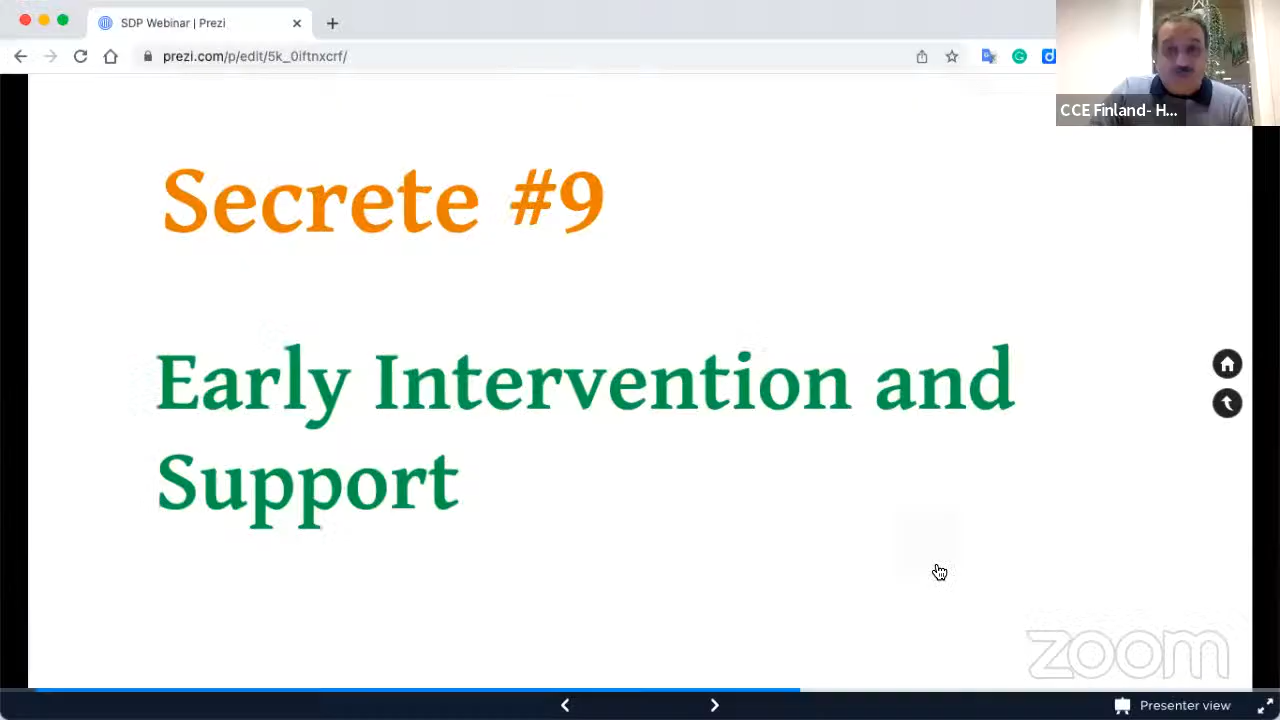 SDP Webinar | Prezi
prezi.com/p/edit/5k_0iftnxcrf/
CCE Finland- H...
Secrete #9
Early Intervention and
Support
zoom
Presenter view